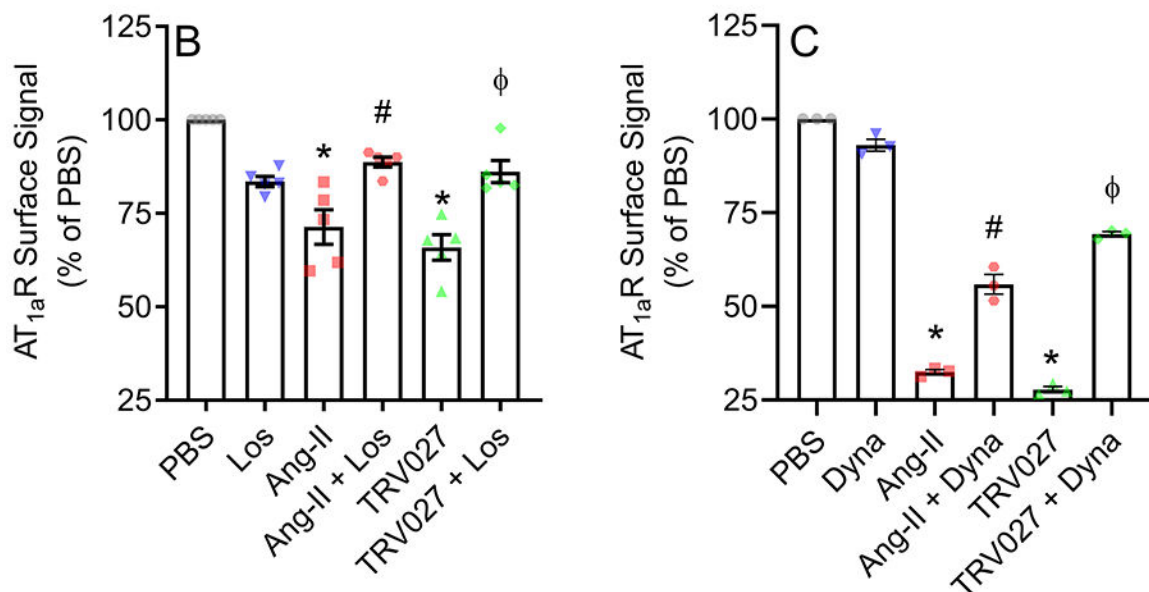 B
AT1aR Surface Signal
(% of PBS)
125
100
75
50
25
*
#
*
ϕ
PBS
Los
Ang-II
Ang-II + Los
TRV027
TRV027 + Los
C
AT1aR Surface Signal
(% of PBS)
125
100
75
50
25
*
#
*
ϕ
PBS
Dyna
Ang-II
Ang-II + Dyna
TRV027
TRV027 + Dyna